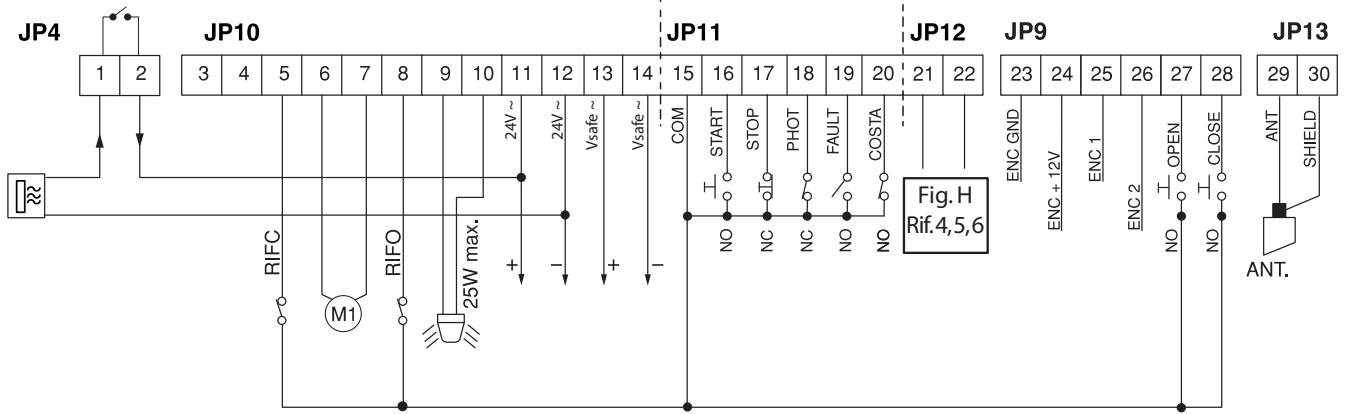 JP4 JP10 JP11 JP12 JP9 JP13
1 2 3 4 5 6 7 8 9 10 11 12 13 14 15 16 17 18 19 20 21 22 23 24 25 26 27 28 29 30
24V ~
24V ~
Vsafe ~
Vsafe ~
COM
START
STOP
PHOT
FAULT
COSTA
ENC GND
ENC + 12V
ENC 1
ENC 2
OPEN
CLOSE
ANT
SHIELD
Fig. H
Rif.4,5,6
RIFC
RIFO
25W max.
NO
NC
NC
NO
NO
NO
NO
ANT.
+ – + –
M1